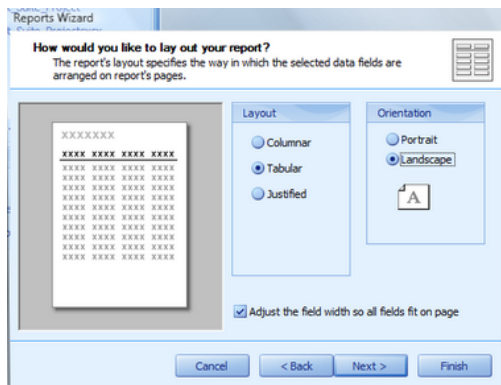 Reports Wizard
How would you like to lay out your report?
The report's layout specifies the way in which the selected data fields are
arranged on report's pages.
Layout
Columnar
Tabular
Justified
Orientation
Portrait
Landscape
A
XXXXXXX
XXXX XXXX XXXX XXXX
XXXX XXXX XXXX XXXX
XXXX XXXX XXXX XXXX
XXXX XXXX XXXX XXXX
XXXX XXXX XXXX XXXX
XXXX XXXX XXXX XXXX
XXXX XXXX XXXX XXXX
XXXX XXXX XXXX XXXX
XXXX XXXX XXXX XXXX
XXXX XXXX XXXX XXXX
XXXX XXXX XXXX XXXX
Adjust the field width so all fields fit on page
Cancel
< Back
Next >
Finish